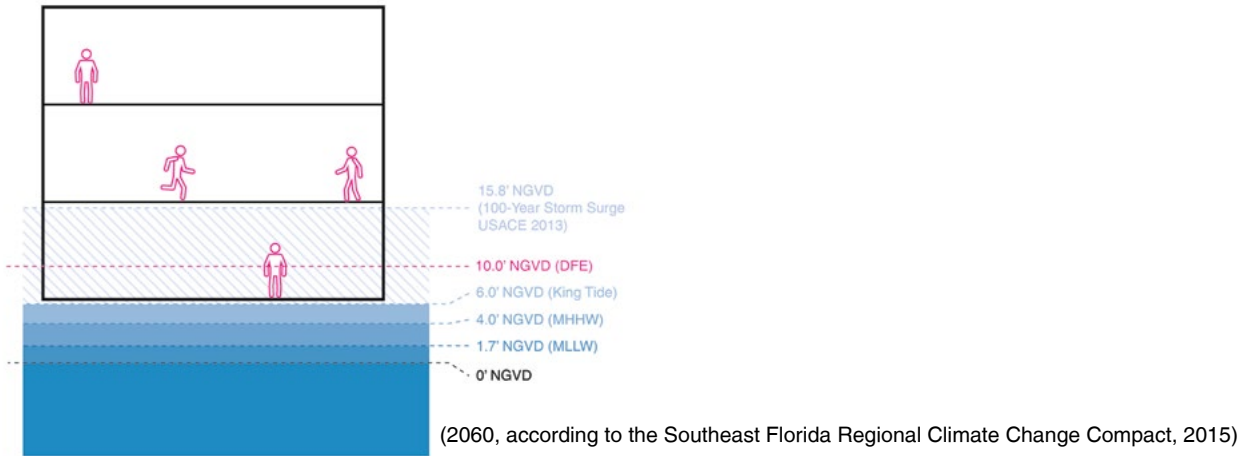 15.8' NGVD
(100-Year Storm Surge
USACE 2013)
10.0' NGVD (DFE)
6.0' NGVD (King Tide)
4.0' NGVD (MHHW)
1.7' NGVD (MLLW)
0' NGVD
(2060, according to the Southeast Florida Regional Climate Change Compact, 2015)